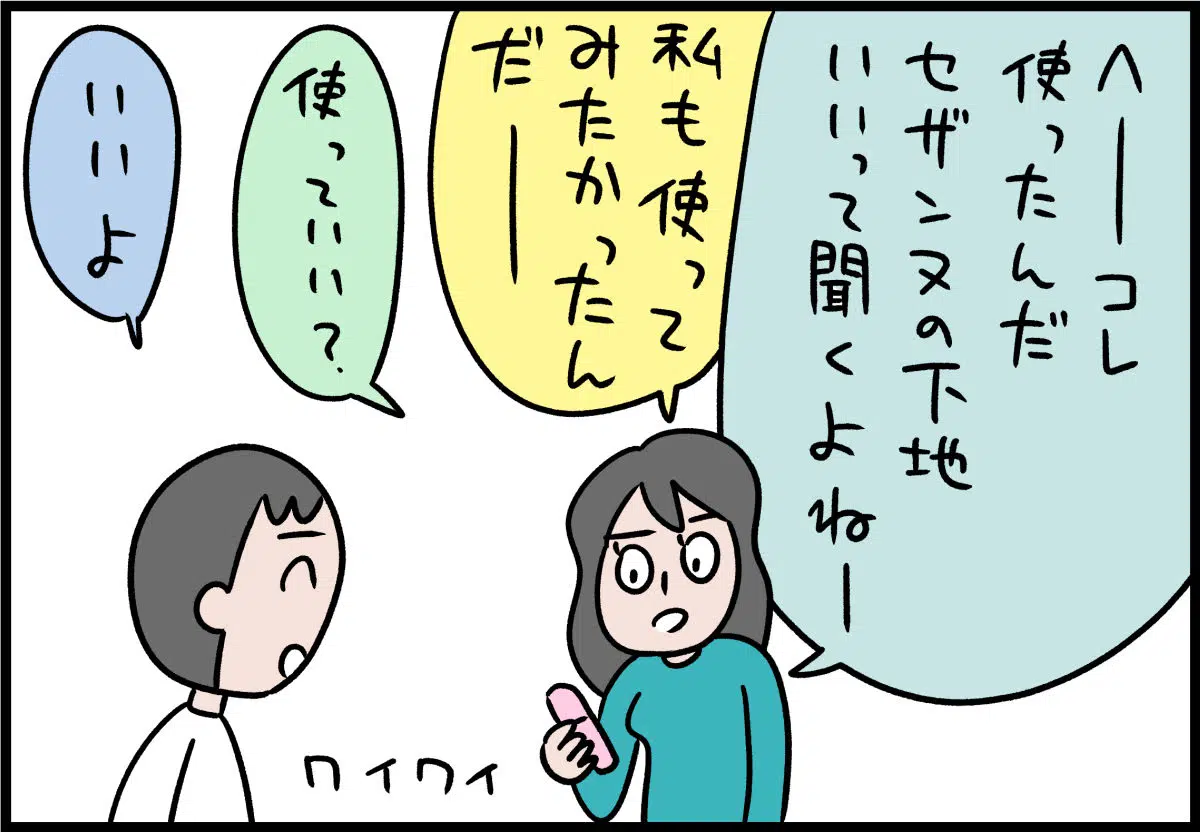 へーコレ
使ったんだ
セザンヌの下地
いいって聞くよねー
私も使って
みたかったん
だー
使っていい?
いいよ
ワイワイ